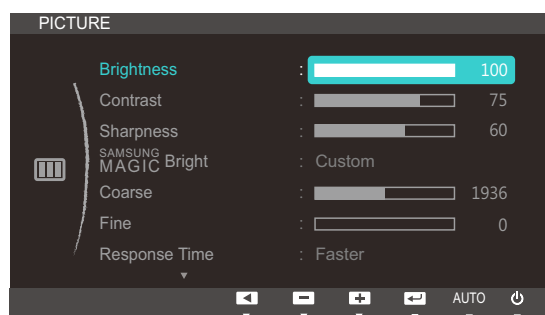 PICTURE
Brightness : 100
Contrast : 75
Sharpness : 60
SAMSUNG
MAGIC Bright : Custom
Coarse : 1936
Fine : 0
Response Time : Faster
AUTO